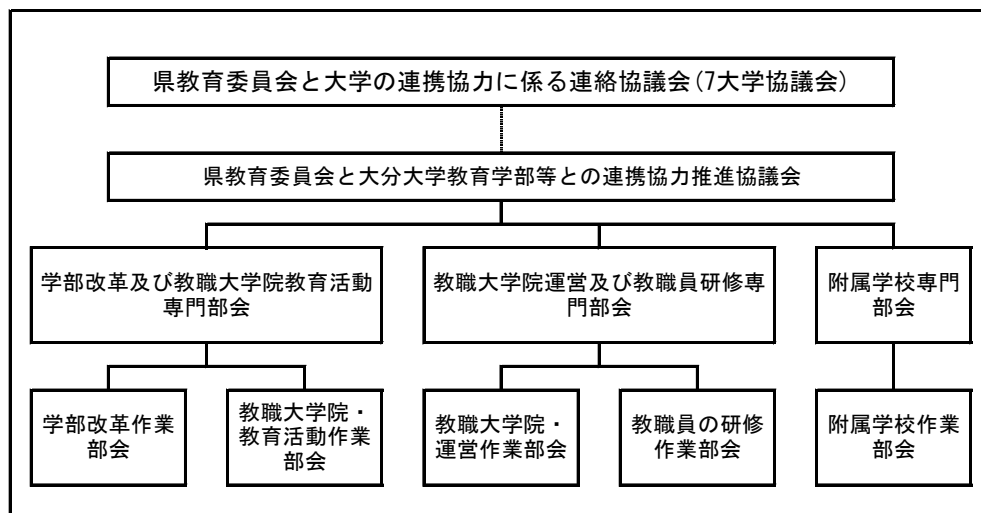 県教育委員会と大学の連携協力に係る連絡協議会(7大学協議会)
県教育委員会と大分大学教育学部等との連携協力推進協議会
学部改革及び教職大学院教育活動
専門部会
教職大学院運営及び教職員研修専
門部会
附属学校専門
部会
学部改革作業
部会
教職大学院・
教育活動作業
部会
教職大学院・
運営作業部会
教職員の研修
作業部会
附属学校作業
部会